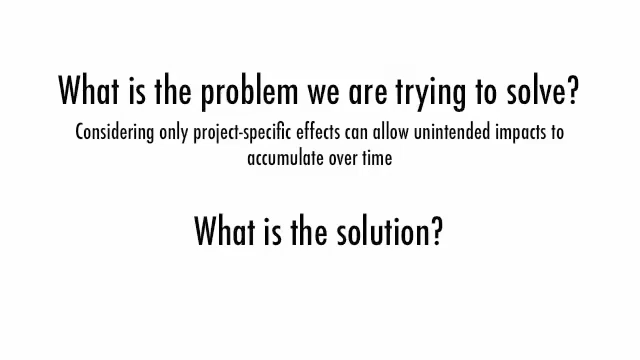 What is the problem we are trying to solve?
Considering only project-specific effects can allow unintended impacts to
accumulate over time
What is the solution?